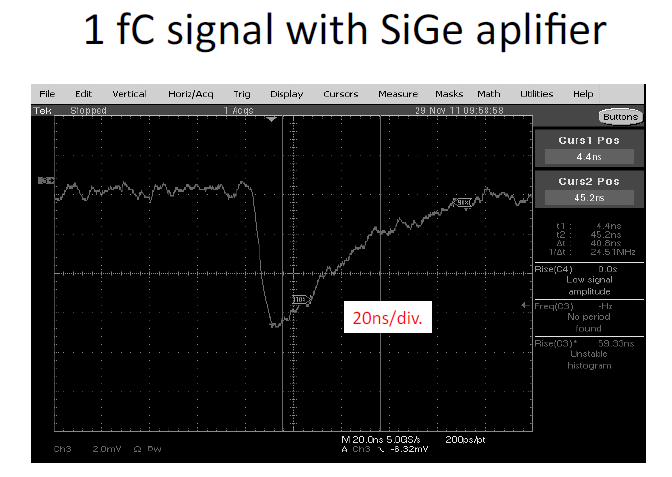 1 fC signal with SiGe aplifier
File Edit Vertical Horiz/Acq Trig Display Cursors Measure Masks Math Utilities Help
Tek Stopped 1 Acqs 29 Nov 11 09:58:58
Buttons
Curs1 Pos
4.4ns
Curs2 Pos
45.2ns
t1: 4.4ns
t2: 45.2ns
Δt: 40.8ns
1/Δt: 24.51MHz
Rise(C4) 0.0s
Low signal
amplitude
Freq(C3) -Hz
No period
found
Rise(C3)* 59.33ns
Unstable
histogram
3
90%
10%
20ns/div.
M 20.0ns 5.0GS/s 200ps/pt
A Ch3 -6.32mV
Ch3 2.0mV Ω